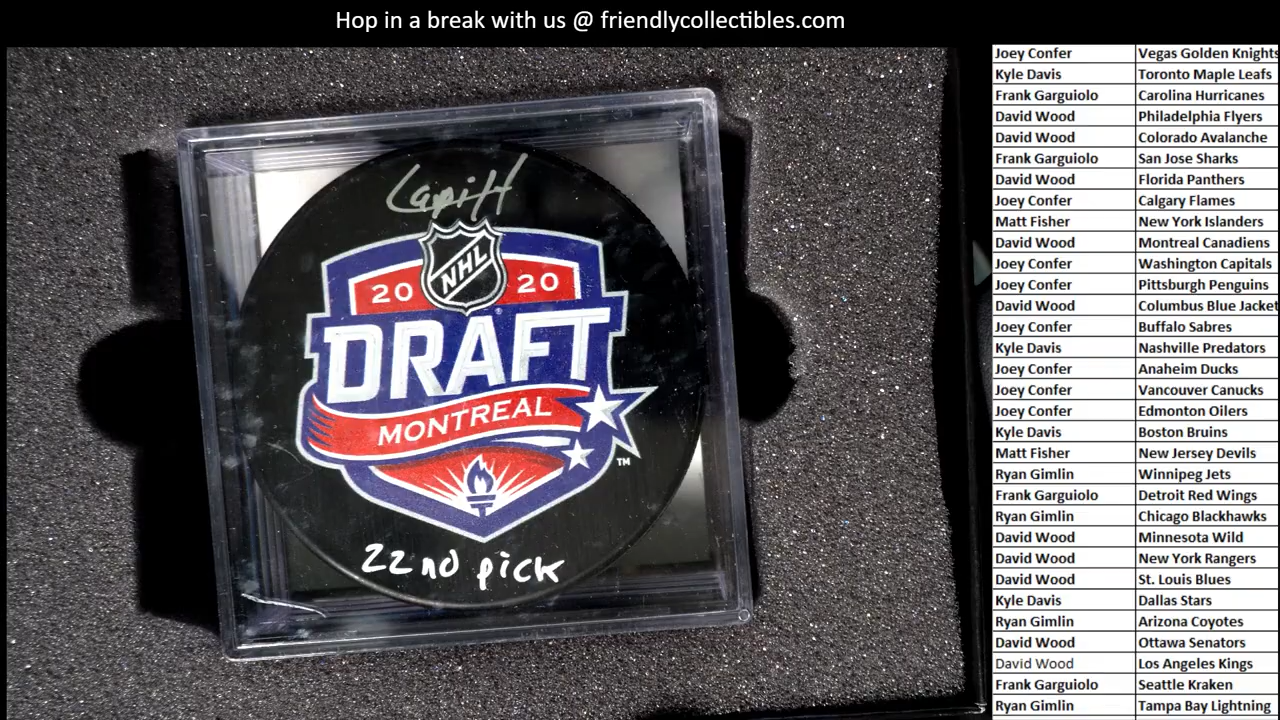 Hop in a break with us @ friendlycollectibles.com
NHL
20 20
DRAFT
MONTREAL
TM
22nd pick
Joey Confer Vegas Golden Knights
Kyle Davis Toronto Maple Leafs
Frank Garguiolo Carolina Hurricanes
David Wood Philadelphia Flyers
David Wood Colorado Avalanche
Frank Garguiolo San Jose Sharks
David Wood Florida Panthers
Joey Confer Calgary Flames
Matt Fisher New York Islanders
David Wood Montreal Canadiens
Joey Confer Washington Capitals
Joey Confer Pittsburgh Penguins
David Wood Columbus Blue Jacket
Joey Confer Buffalo Sabres
Kyle Davis Nashville Predators
Joey Confer Anaheim Ducks
Joey Confer Vancouver Canucks
Joey Confer Edmonton Oilers
Kyle Davis Boston Bruins
Matt Fisher New Jersey Devils
Ryan Gimlin Winnipeg Jets
Frank Garguiolo Detroit Red Wings
Ryan Gimlin Chicago Blackhawks
David Wood Minnesota Wild
David Wood New York Rangers
David Wood St. Louis Blues
Kyle Davis Dallas Stars
Ryan Gimlin Arizona Coyotes
David Wood Ottawa Senators
David Wood Los Angeles Kings
Frank Garguiolo Seattle Kraken
Ryan Gimlin Tampa Bay Lightning